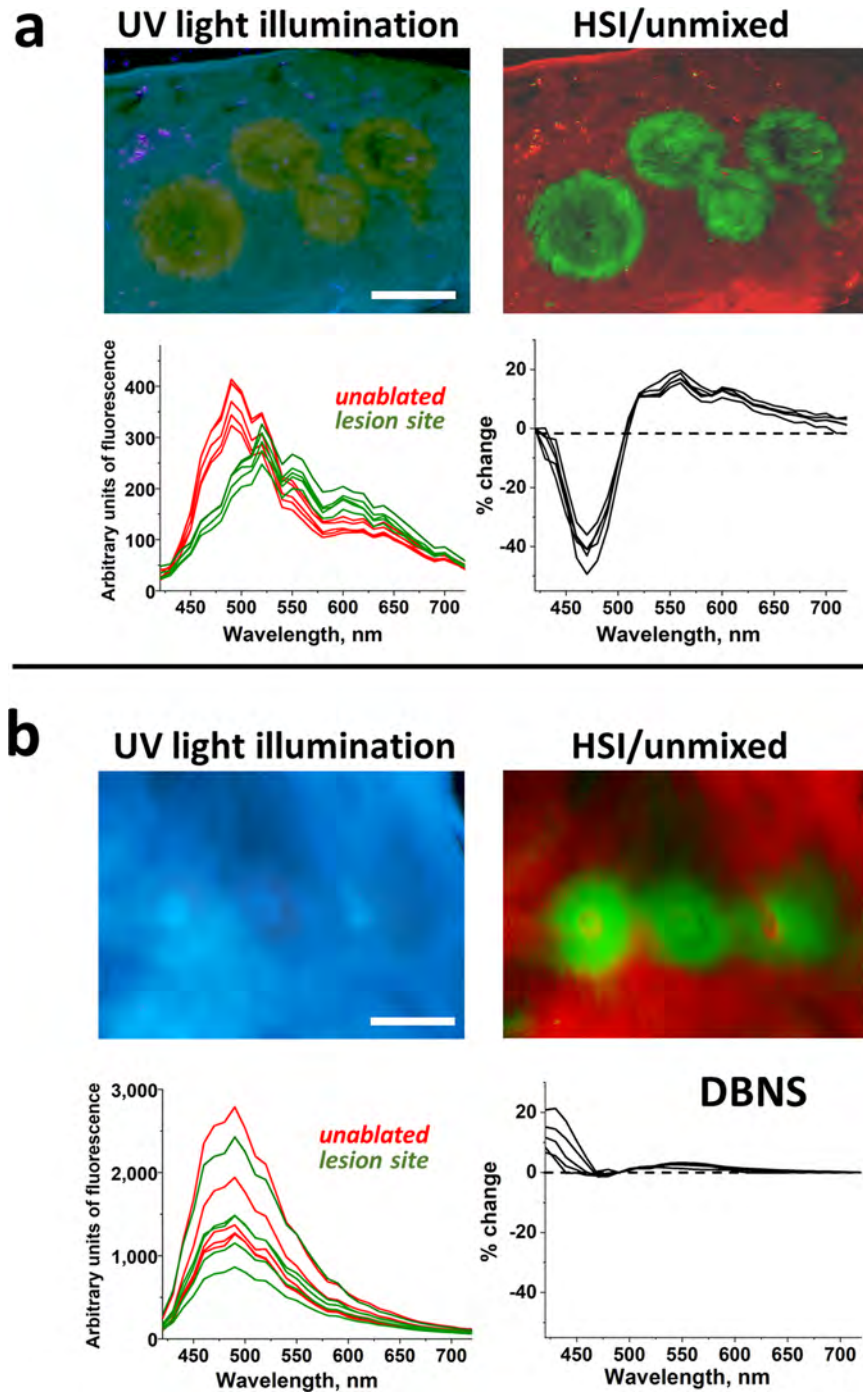 a
UV light illumination
HSI/unmixed
Arbitrary units of fluorescence
400
300
200
100
0
450 500 550 600 650 700
Wavelength, nm
unablated
lesion site
% change
20
0
-20
-40
450 500 550 600 650 700
Wavelength, nm
b
UV light illumination
HSI/unmixed
Arbitrary units of fluorescence
3,000
2,000
1,000
0
450 500 550 600 650 700
Wavelength, nm
unablated
lesion site
DBNS
% change
20
0
-20
-40
450 500 550 600 650 700
Wavelength, nm